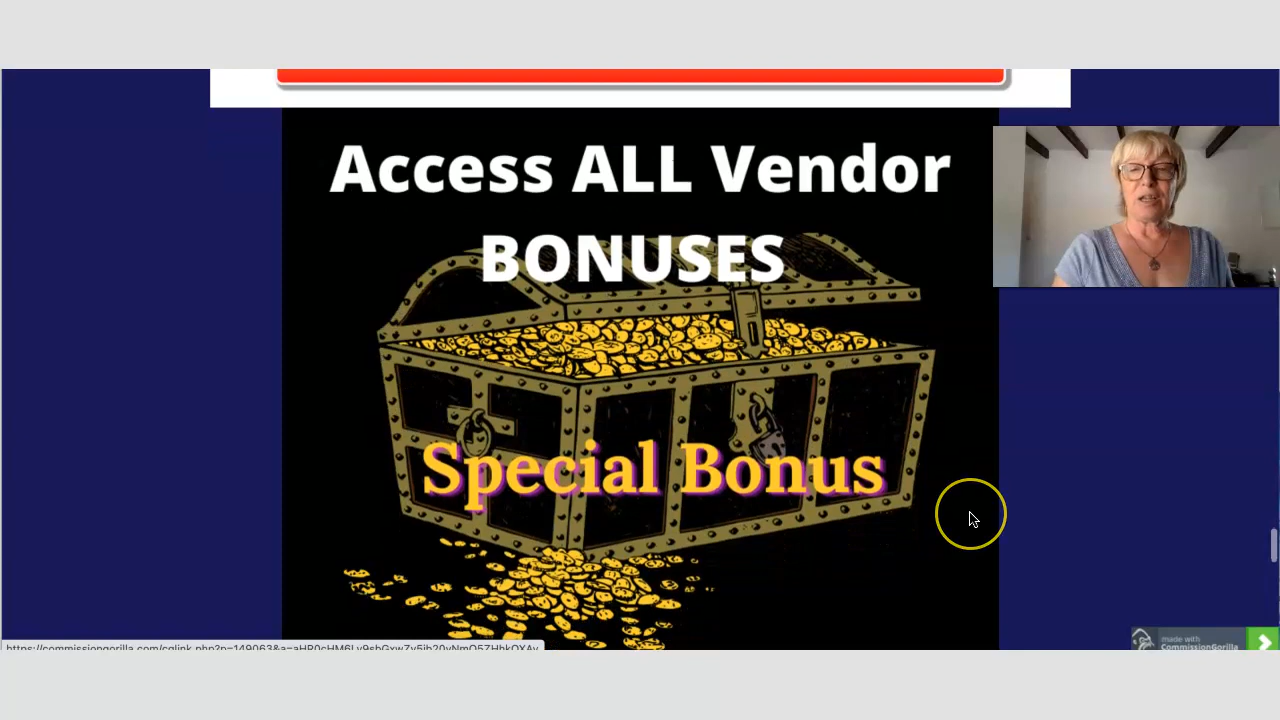 Access ALL Vendor
BONUSES
Special Bonus
made with
CommissionGorilla